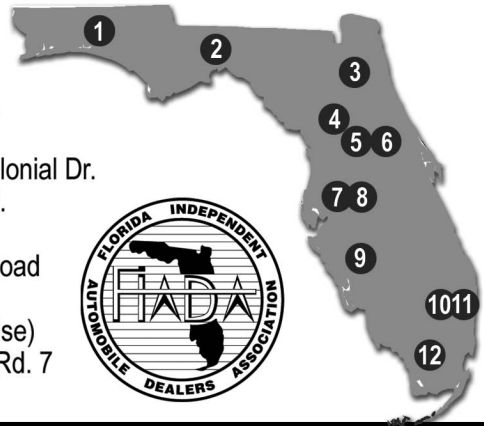 1
2
3
4
5 6
lonial Dr.
.
7 8
oad
9
se)
Rd. 7
10 11
12
FLORIDA INDEPENDENT
AUTOMOBILE DEALERS ASSOCIATION
FIADA